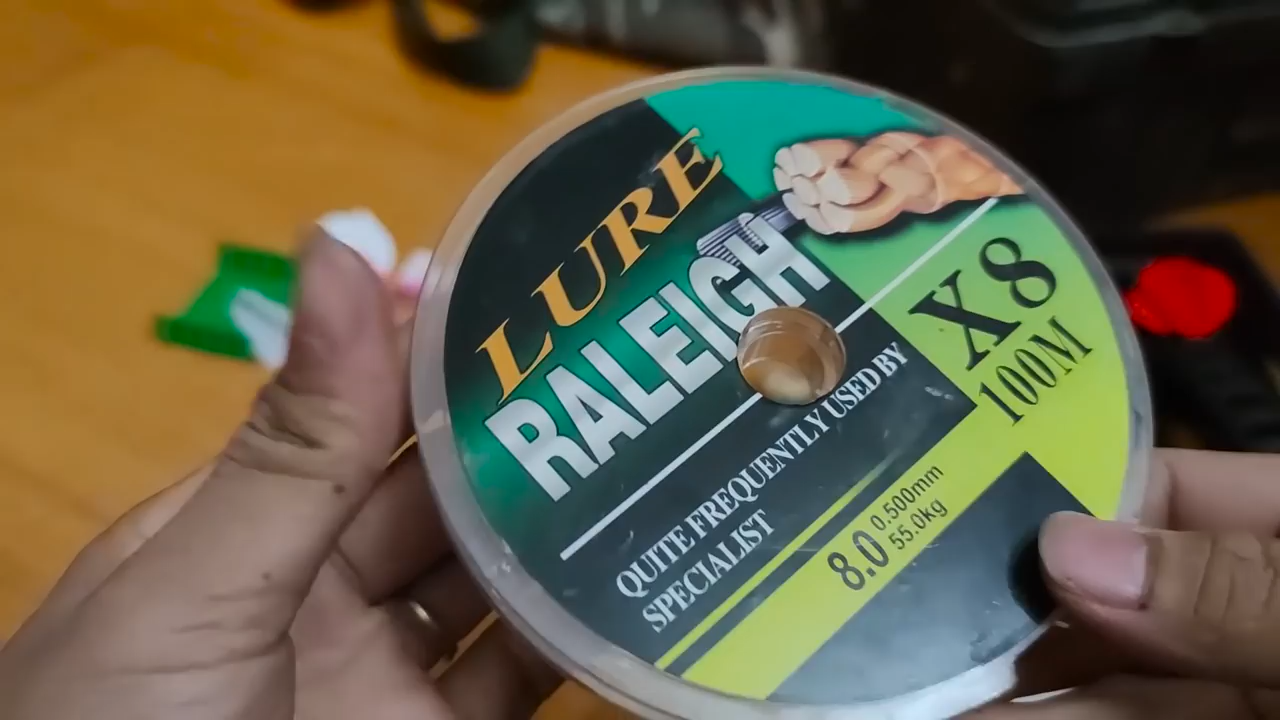 LURE
RALEIGH
X8
100M
QUITE FREQUENTLY USED BY
SPECIALIST
8.0 0.500mm
55.0kg